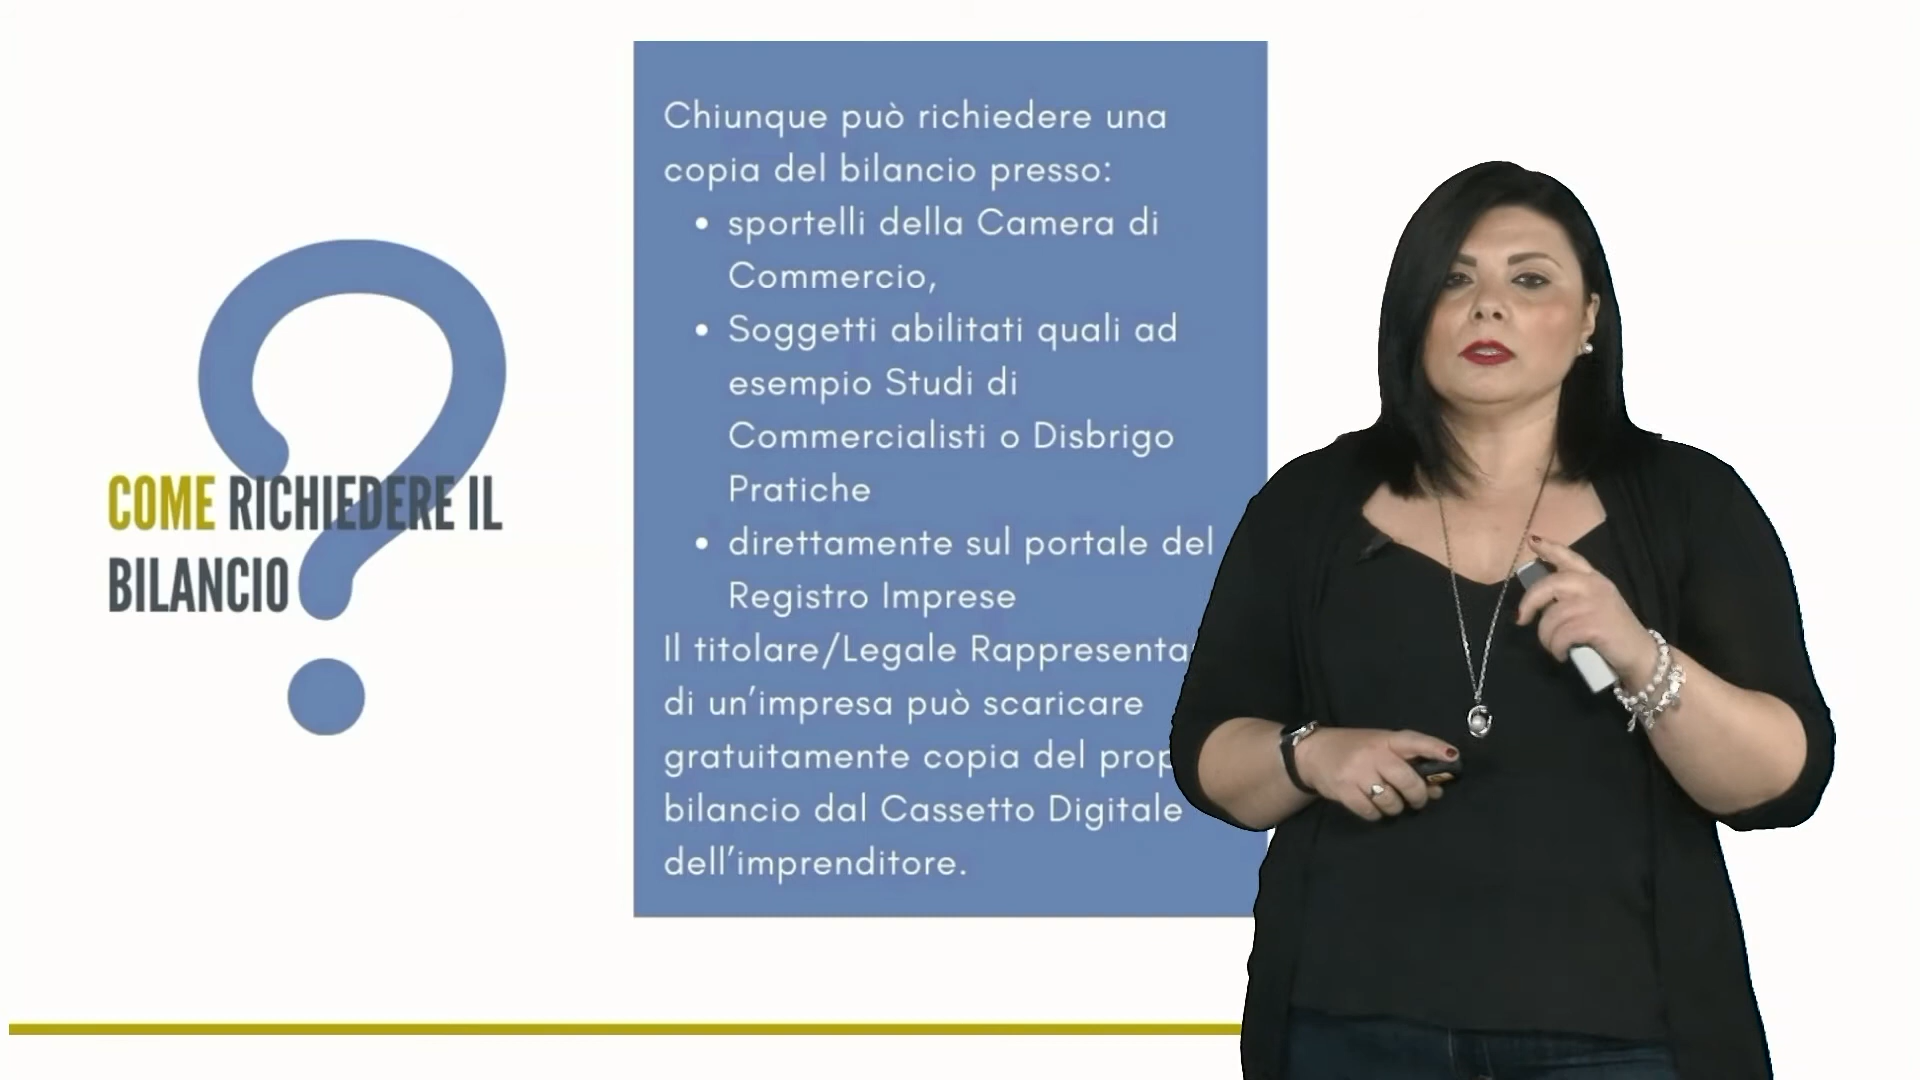 COME RICHIEDERE IL
BILANCIO
Chiunque può richiedere una
copia del bilancio presso:
• sportelli della Camera di
Commercio,
• Soggetti abilitati quali ad
esempio Studi di
Commercialisti o Disbrigo
Pratiche
• direttamente sul portale del
Registro Imprese
Il titolare/Legale
di un’impresa può scaricare
gratuitamente copia del
bilancio dal Cassetto Digitale
dell’imprenditore.